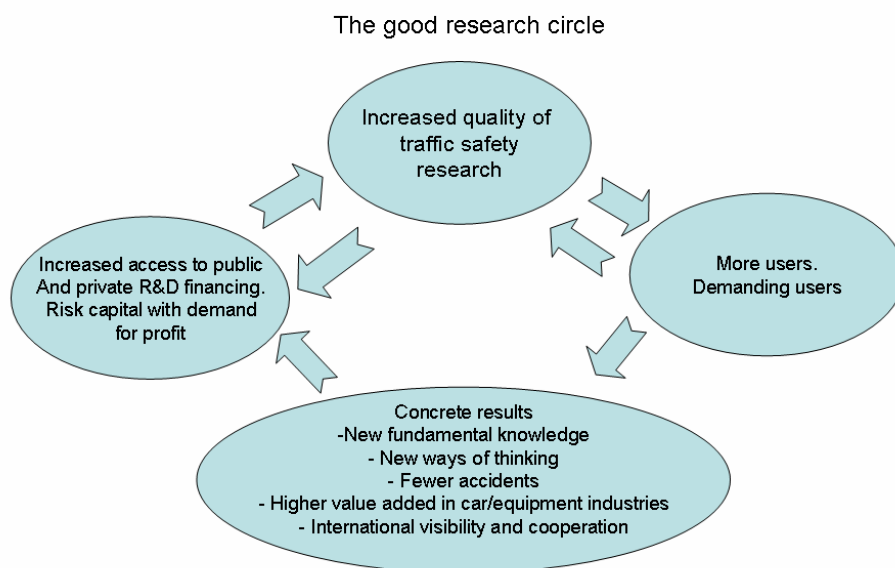 The good research circle
Increased quality of
traffic safety
research
Increased access to public
And private R&D financing.
Risk capital with demand
for profit
More users.
Demanding users
Concrete results
-New fundamental knowledge
- New ways of thinking
- Fewer accidents
- Higher value added in car/equipment industries
- International visibility and cooperation